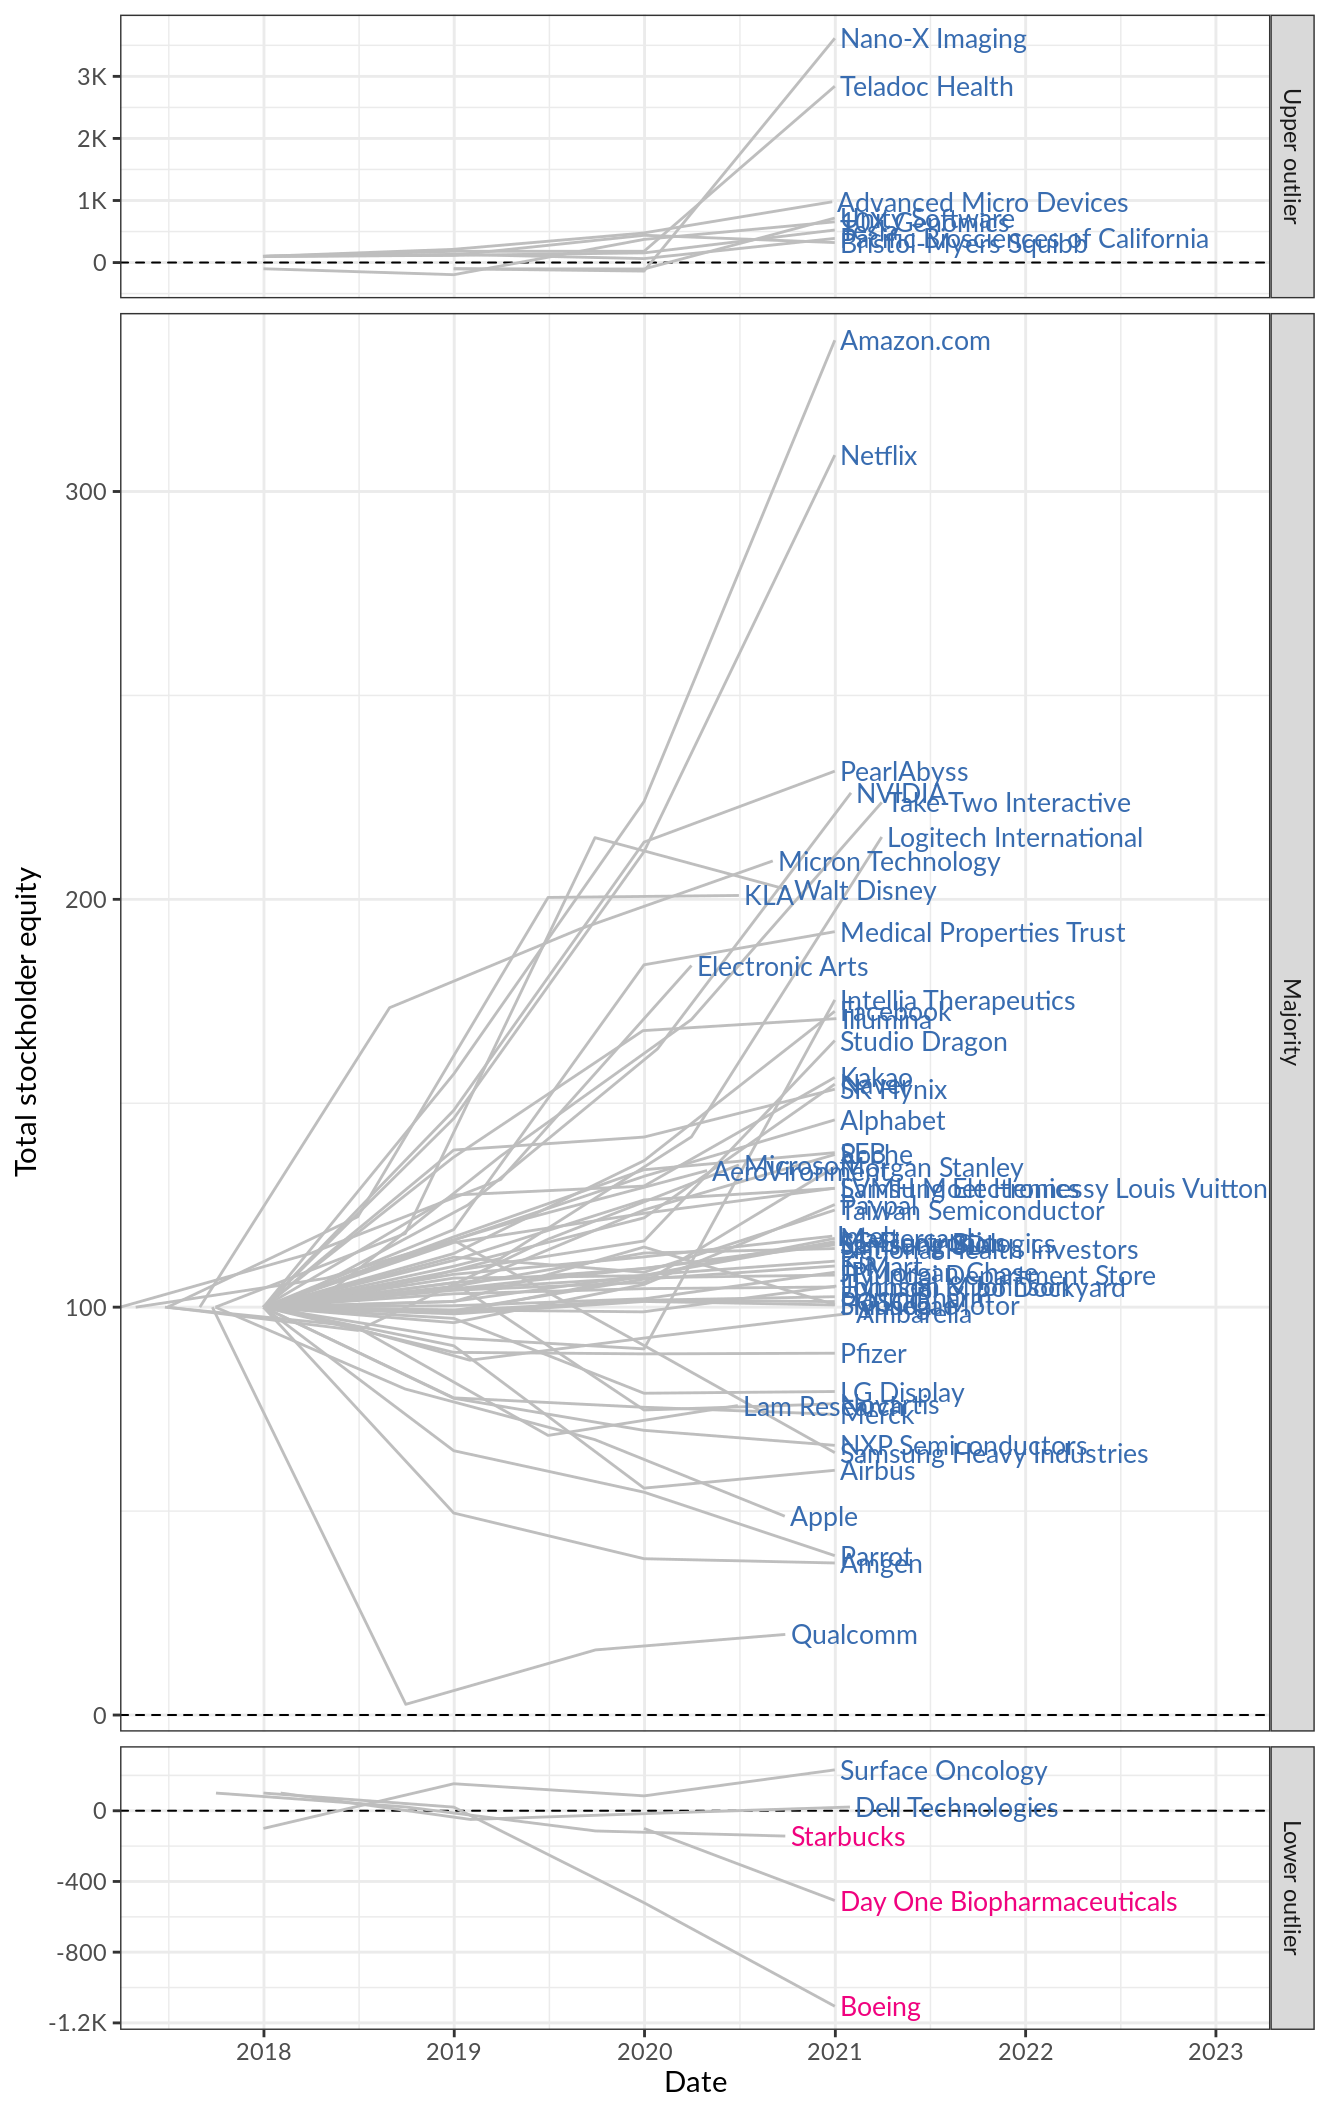 Nano-X Imaging
3K
Teladoc Health
2K
1K
Advanced Micro Devices
Unity Software
10X Genomics
Tesla
Pacific Biosciences of California
Bristol-Myers Squibb
0
Upper outlier
Amazon.com
Netflix
300
PearlAbyss
NVIDIA
Take-Two Interactive
Logitech International
Micron Technology
Walt Disney
KLA
200
Medical Properties Trust
Electronic Arts
Intellia Therapeutics
Facebook
Illumina
Studio Dragon
Kakao
Naver
SK Hynix
Alphabet
Roche
Microsoft
Morgan Stanley
AeroVironment
LVMH Moet Hennessy Louis Vuitton
Samsung Electronics
Paypal
Taiwan Semiconductor
Mastercard
National Health Investors
JPMorgan Chase
Hyundai Department Store
Johnson & Johnson
Hyundai Motor
Ambarella
100
Pfizer
LG Display
Novartis
Lam Research
Merck
NXP Semiconductors
Samsung Heavy Industries
Airbus
Apple
Parrot
Amgen
Qualcomm
0
Majority
Total stockholder equity
Surface Oncology
0
Dell Technologies
Starbucks
-400
Day One Biopharmaceuticals
-800
Boeing
-1.2K
Lower outlier
2018 2019 2020 2021 2022 2023
Date